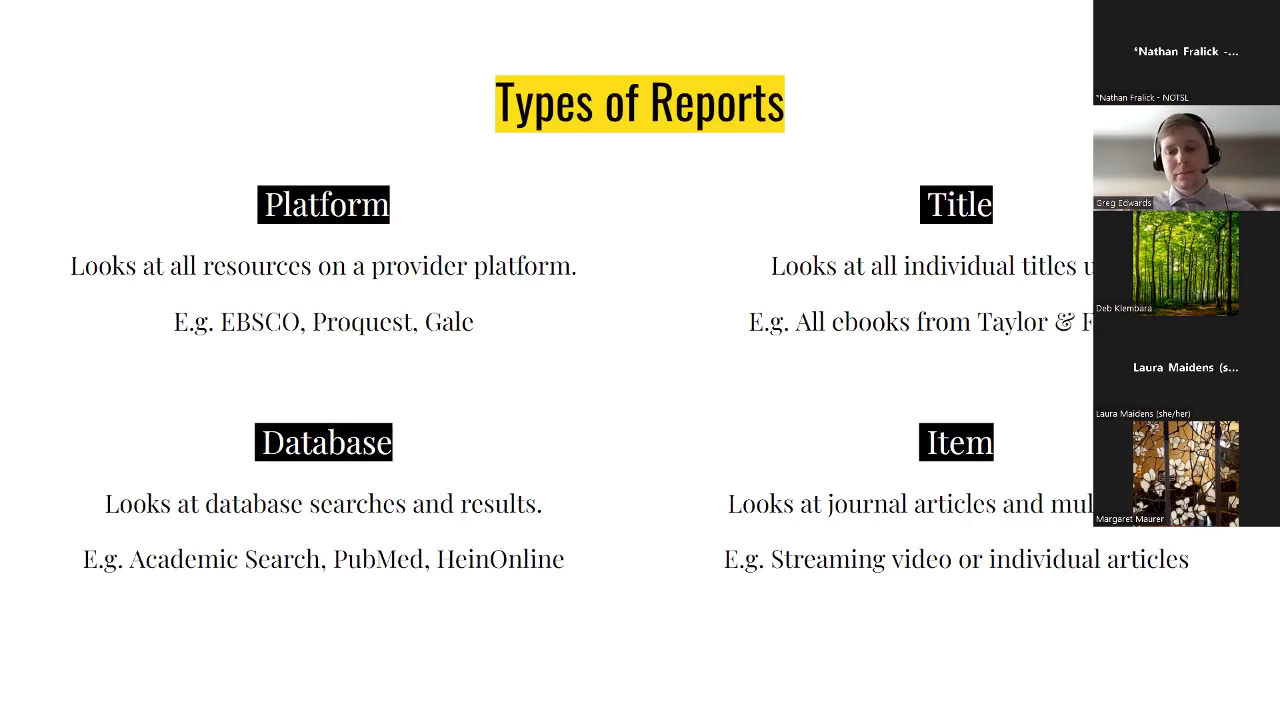 Types of Reports
Platform
Looks at all resources on a provider platform.
E.g. EBSCO, Proquest, Gale
Title
Looks at all individual titles
E.g. All ebooks from Taylor &
Database
Looks at database searches and results.
E.g. Academic Search, PubMed, HeinOnline
Item
Looks at journal articles and
E.g. Streaming video or individual articles
*Nathan Fralick -...
*Nathan Fralick - NOTSL
Greg Edwards
Deb Klembara
Laura Maidens (s...
Laura Maidens (she/her)
Margaret Maurer